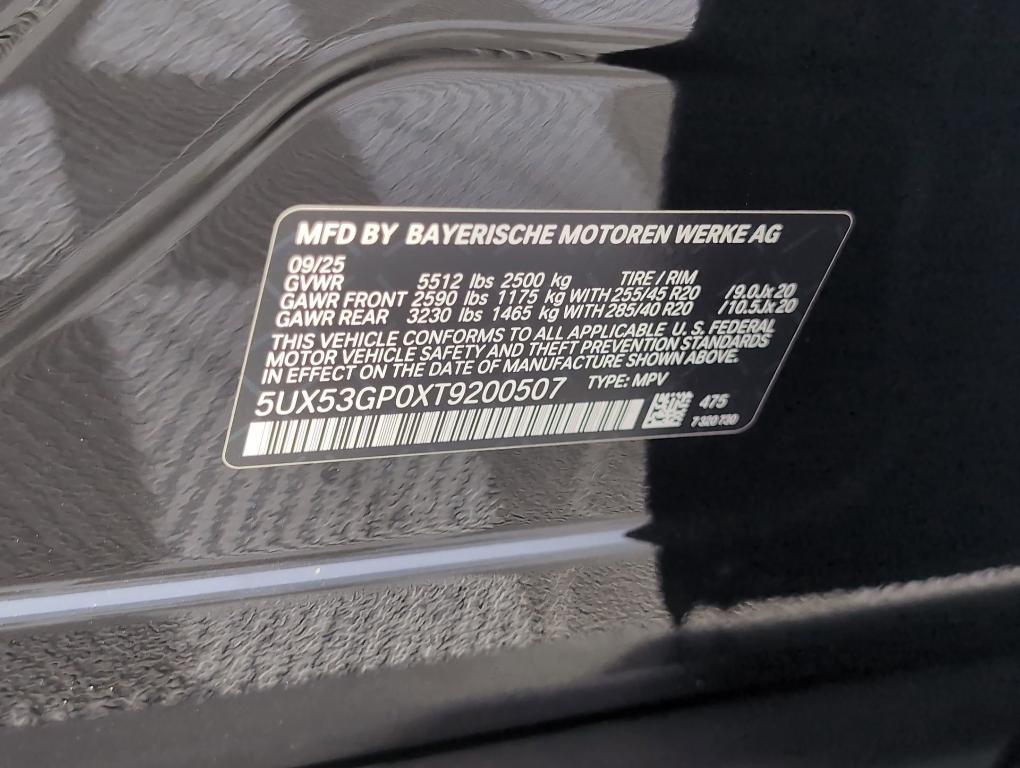 MFD BY BAYERISCHE MOTOREN WERKE AG
09/25
GVWR 5512 lbs 2500 kg TIRE / RIM
GAWR FRONT 2590 lbs 1175 kg WITH 255/45 R20 /9.0Jx20
GAWR REAR 3230 lbs 1465 kg WITH 285/40 R20 /10.5Jx20
THIS VEHICLE CONFORMS TO ALL APPLICABLE U.S. FEDERAL
MOTOR VEHICLE SAFETY AND THEFT PREVENTION STANDARDS
IN EFFECT ON THE DATE OF MANUFACTURE SHOWN ABOVE.
5UX53GP0XT9200507 TYPE: MPV
475
7320730